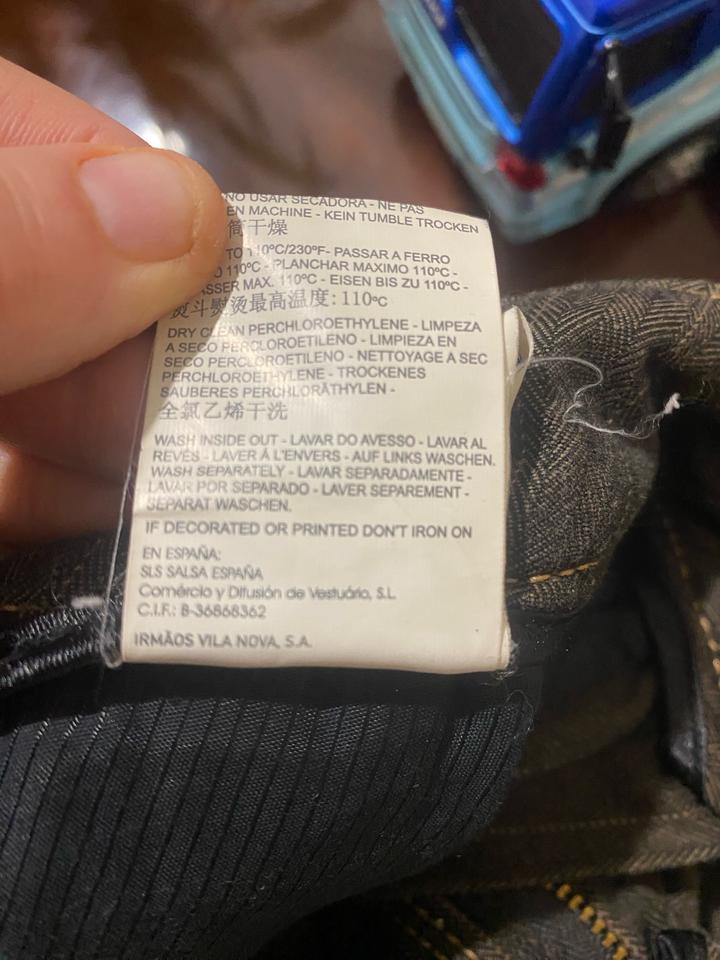 NO USAR SECADORA - NE PAS
EN MACHINE - KEIN TUMBLE TROCKEN
筒干燥
TO 110ºC/230ºF- PASSAR A FERRO
110ºC - PLANCHAR MAXIMO 110ºC -
ASSER MAX. 110ºC - EISEN BIS ZU 110ºC -
熨斗熨烫最高温度: 110ºC
DRY CLEAN PERCHLOROETHYLENE - LIMPEZA
A SECO PERCLOROETILENO - LIMPIEZA EN
SECO PERCLOROETILENO - NETTOYAGE A SEC
PERCHLOROETHYLENE - TROCKENES
SAUBERES PERCHLORÄTHYLEN -
全氯乙烯干洗
WASH INSIDE OUT - LAVAR DO AVESSO - LAVAR AL
REVÉS - LAVER Á L'ENVERS - AUF LINKS WASCHEN.
WASH SEPARATELY - LAVAR SEPARADAMENTE -
LAVAR POR SEPARADO - LAVER SEPAREMENT -
SEPARAT WASCHEN.
IF DECORATED OR PRINTED DON'T IRON ON
EN ESPAÑA:
SLS SALSA ESPAÑA
Comércio y Difusión de Vestuário, S.L
C.I.F.: B-36868362
IRMÃOS VILA NOVA, S.A.